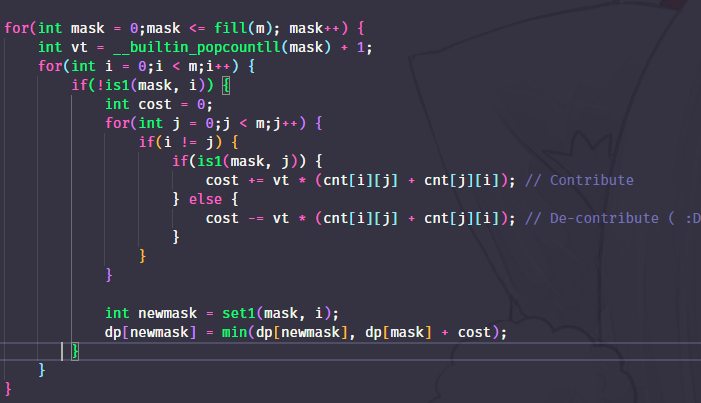 for(int mask = 0;mask <= fill(m); mask++) {
int vt = __builtin_popcountll(mask) + 1;
for(int i = 0;i < m;i++) {
if(!is1(mask, i)) {
int cost = 0;
for(int j = 0;j < m;j++) {
if(i != j) {
if(is1(mask, j)) {
cost += vt * (cnt[i][j] + cnt[j][i]); // Contribute
} else {
cost -= vt * (cnt[i][j] + cnt[j][i]); // De-contribute ( :D
}
}
}
int newmask = set1(mask, i);
dp[newmask] = min(dp[newmask], dp[mask] + cost);
}
}
}